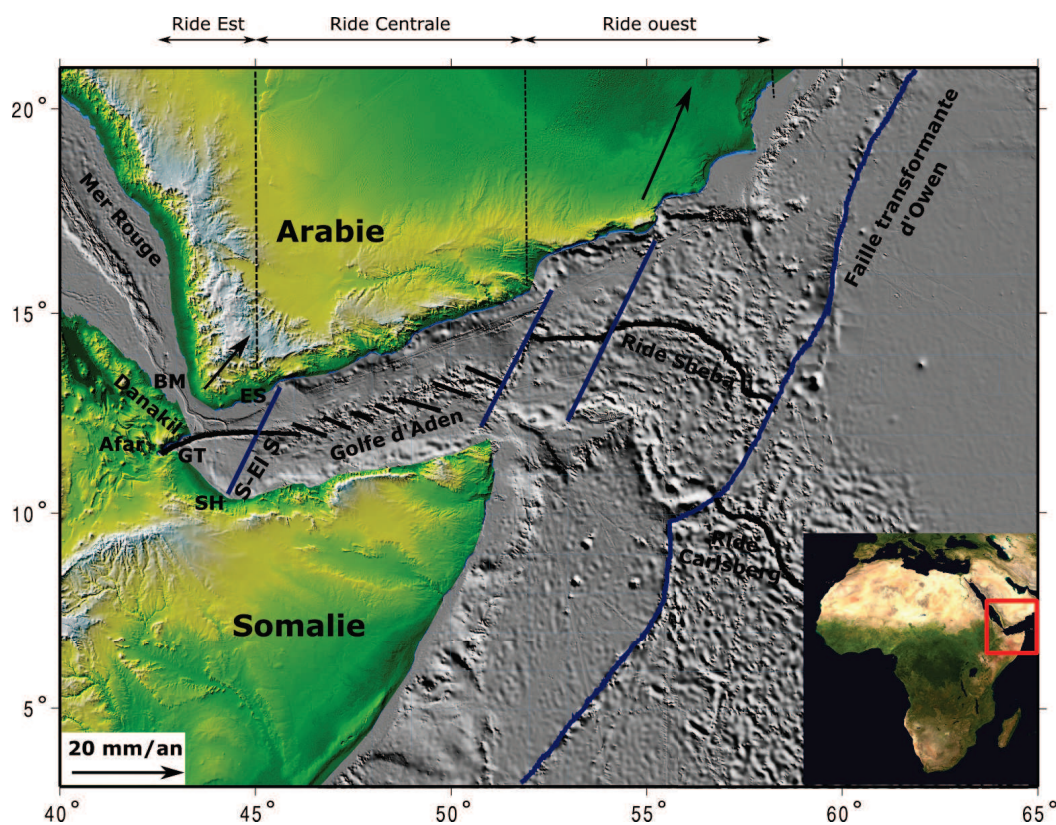 Ride Est
Ride Centrale
Ride ouest
20°
15°
10°
5°
40°
45°
50°
55°
60°
65°
Mer Rouge
Arabie
Faille transformante
d'Owen
BM
ES
Danakil
Afar
GT
SH
S-El S
Golfe d'Aden
Ride Sheba
Ride
Carlsberg
Somalie
20 mm/an